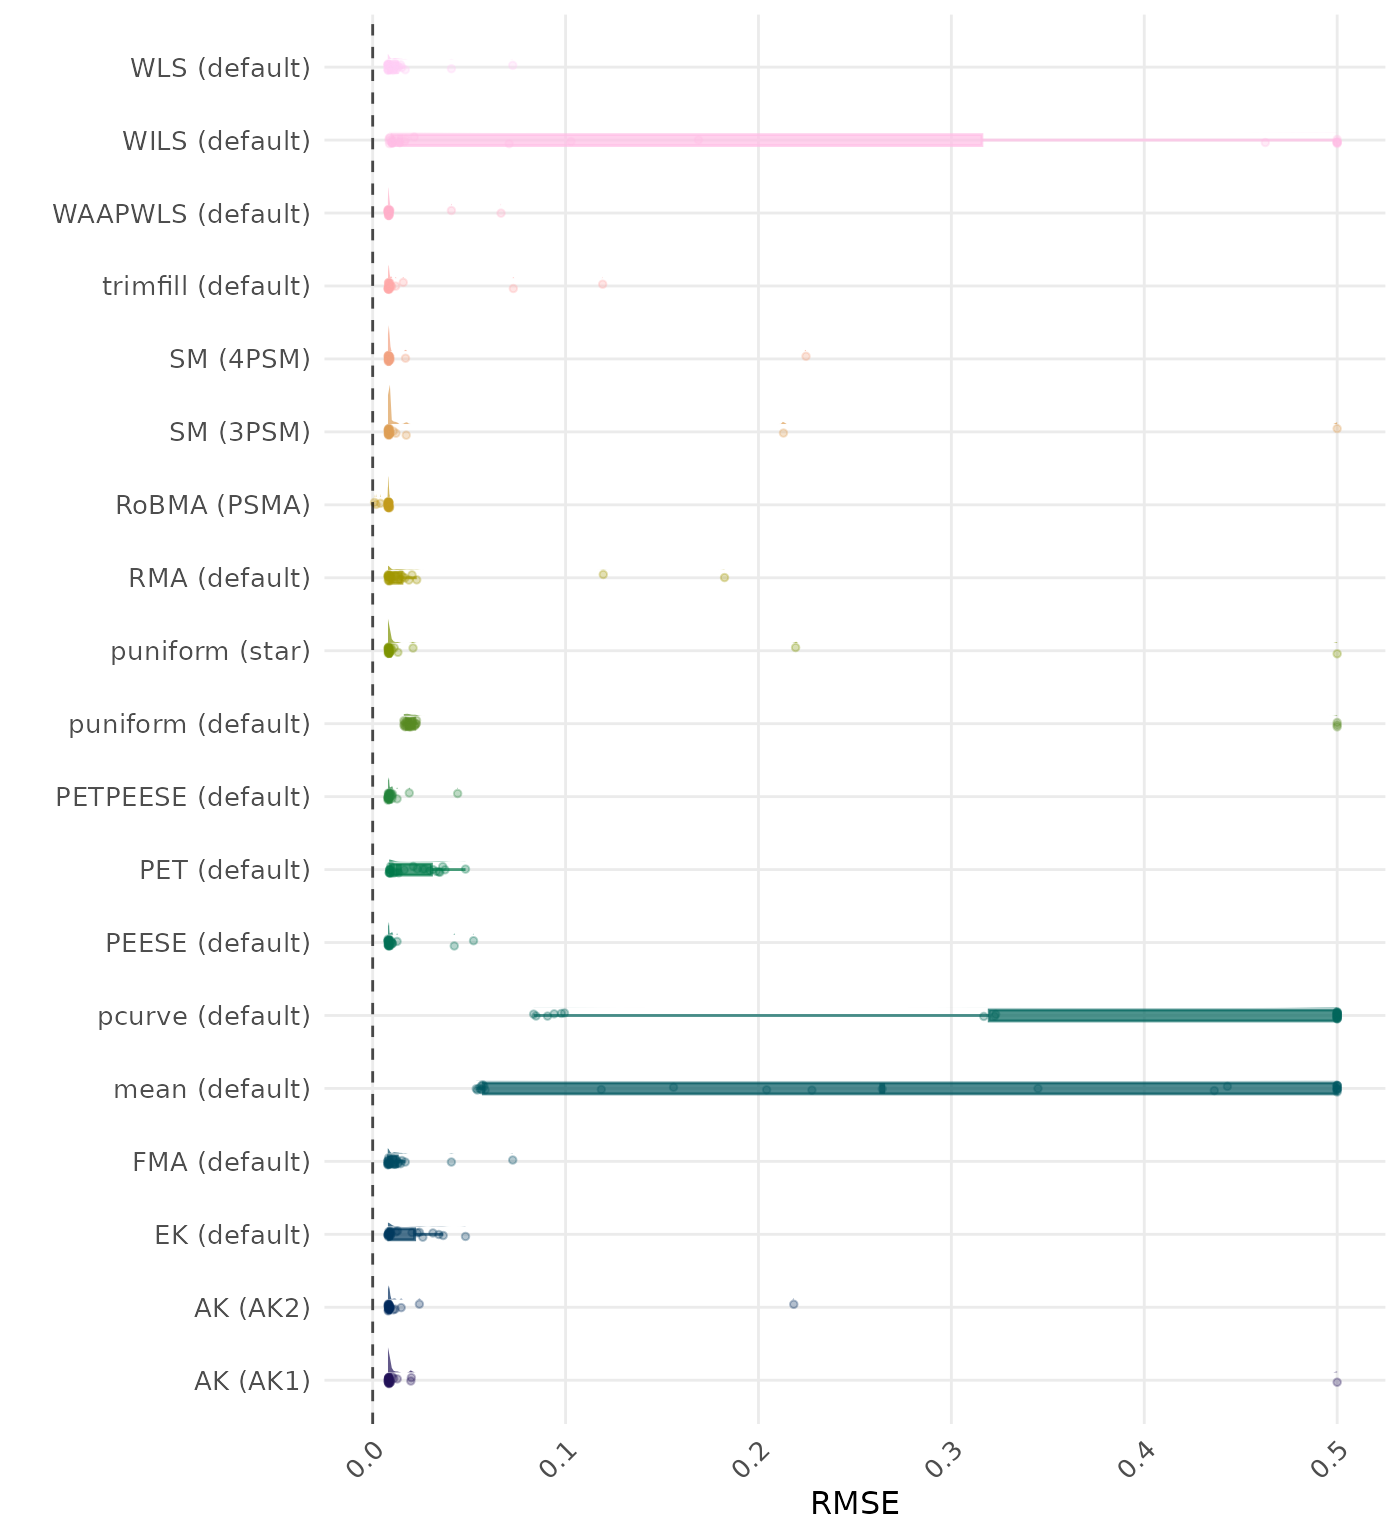 WLS (default)
WILS (default)
WAAPWLS (default)
trimfill (default)
SM (4PSM)
SM (3PSM)
RoBMA (PSMA)
RMA (default)
puniform (star)
puniform (default)
PETPEESE (default)
PET (default)
PEESE (default)
pcurve (default)
mean (default)
FMA (default)
EK (default)
AK (AK2)
AK (AK1)
0.0 0.1 0.2 0.3 0.4 0.5
RMSE